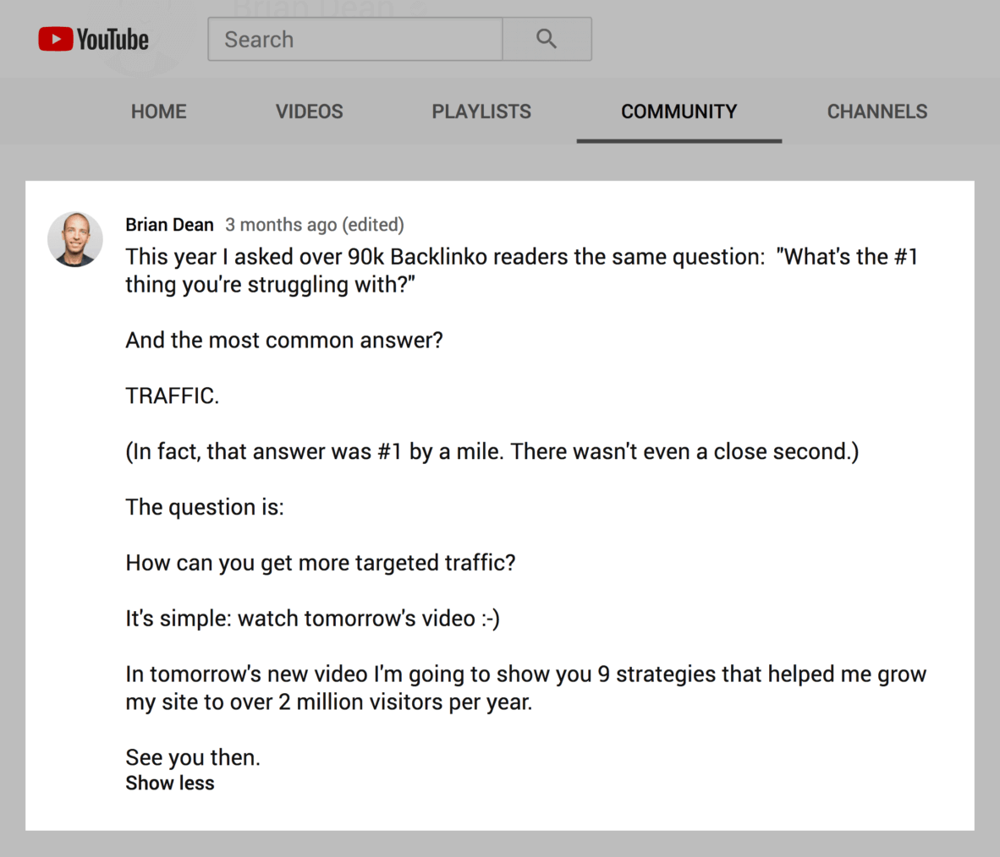 Brian Dean
YouTube
Search
HOME VIDEOS PLAYLISTS COMMUNITY CHANNELS
Brian Dean 3 months ago (edited)
This year I asked over 90k Backlinko readers the same question:  "What's the #1
thing you're struggling with?"
And the most common answer?
TRAFFIC.
(In fact, that answer was #1 by a mile. There wasn't even a close second.)
The question is:
How can you get more targeted traffic?
It's simple: watch tomorrow's video :-)
In tomorrow's new video I'm going to show you 9 strategies that helped me grow
my site to over 2 million visitors per year.
See you then.
Show less